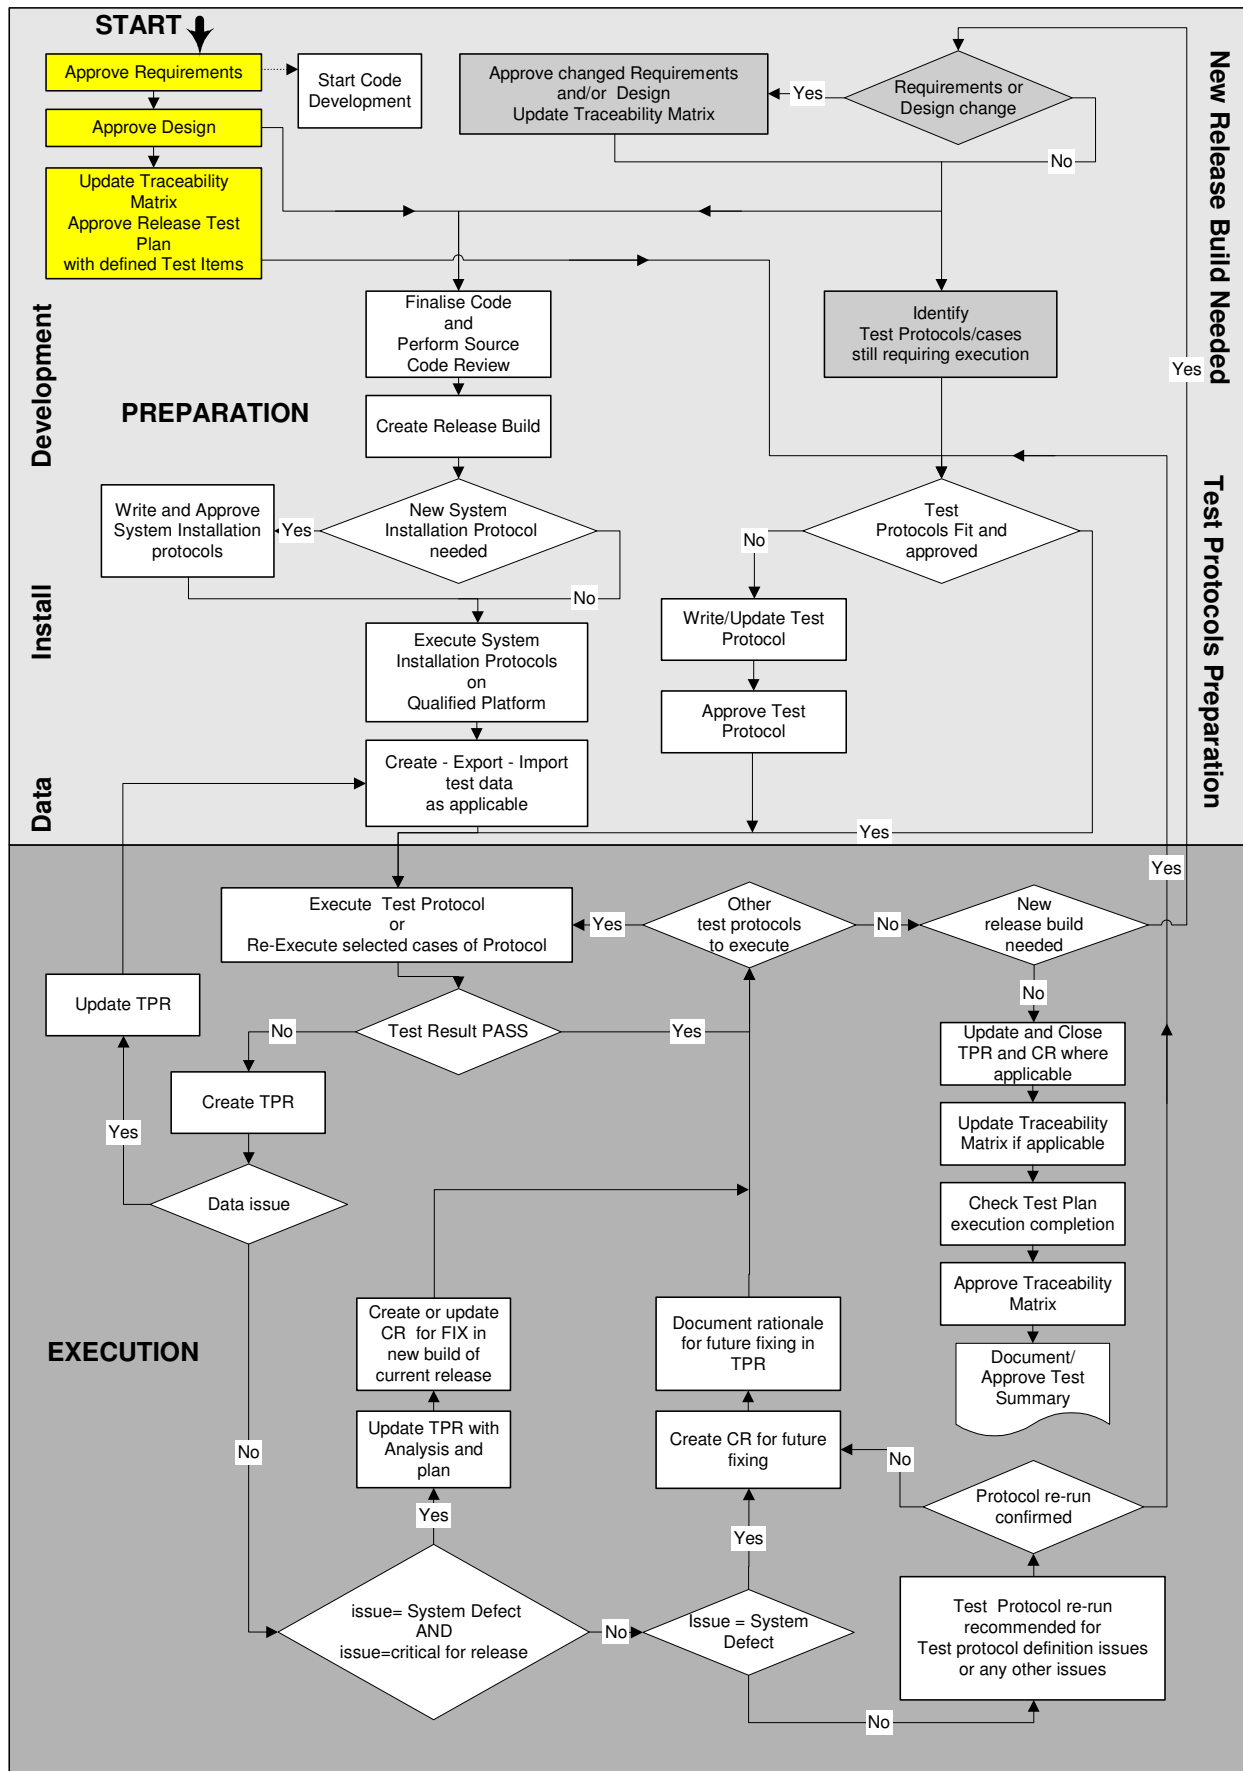 START
Approve Requirements
Start Code
Development
Approve Design
Update Traceability
Matrix
Approve Release Test
Plan
with defined Test Items
Approve changed Requirements
and/or Design
Update Traceability Matrix
Yes
Requirements or
Design change
No
New Release Build Needed
Finalise Code
and
Perform Source
Code Review
Identify
Test Protocols/cases
still requiring execution
Yes
Development
PREPARATION
Create Release Build
Write and Approve
System Installation
protocols
Yes
New System
Installation Protocol
needed
No
Test
Protocols Fit and
approved
No
Test Protocols Preparation
Install
Execute System
Installation Protocols
on
Qualified Platform
Write/Update Test
Protocol
Approve Test
Protocol
Data
Create - Export - Import
test data
as applicable
Yes
Yes
Execute Test Protocol
or
Re-Execute selected cases of Protocol
Yes
Other
test protocols
to execute
No
New
release build
needed
No
Update TPR
No
Test Result PASS
Yes
Update and Close
TPR and CR where
applicable
Create TPR
Yes
Update Traceability
Matrix if applicable
Data issue
Check Test Plan
execution completion
Approve Traceability
Matrix
EXECUTION
Create or update
CR for FIX in
new build of
current release
Document rationale
for future fixing in
TPR
Document/
Approve Test
Summary
No
Update TPR with
Analysis and
plan
Create CR for future
fixing
No
Protocol re-run
confirmed
Yes
Yes
issue= System Defect
AND
issue=critical for release
No
Issue = System
Defect
Test Protocol re-run
recommended for
Test protocol definition issues
or any other issues
No